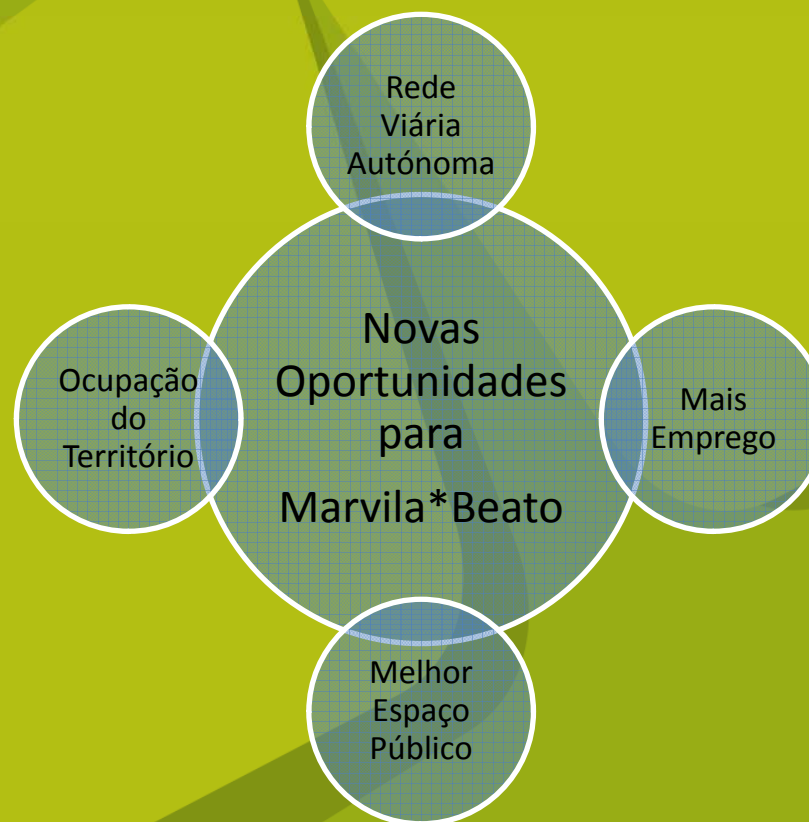 Rede
Viária
Autónoma
Novas
Oportunidades
para
Marvila*Beato
Ocupação
do
Território
Mais
Emprego
Melhor
Espaço
Público